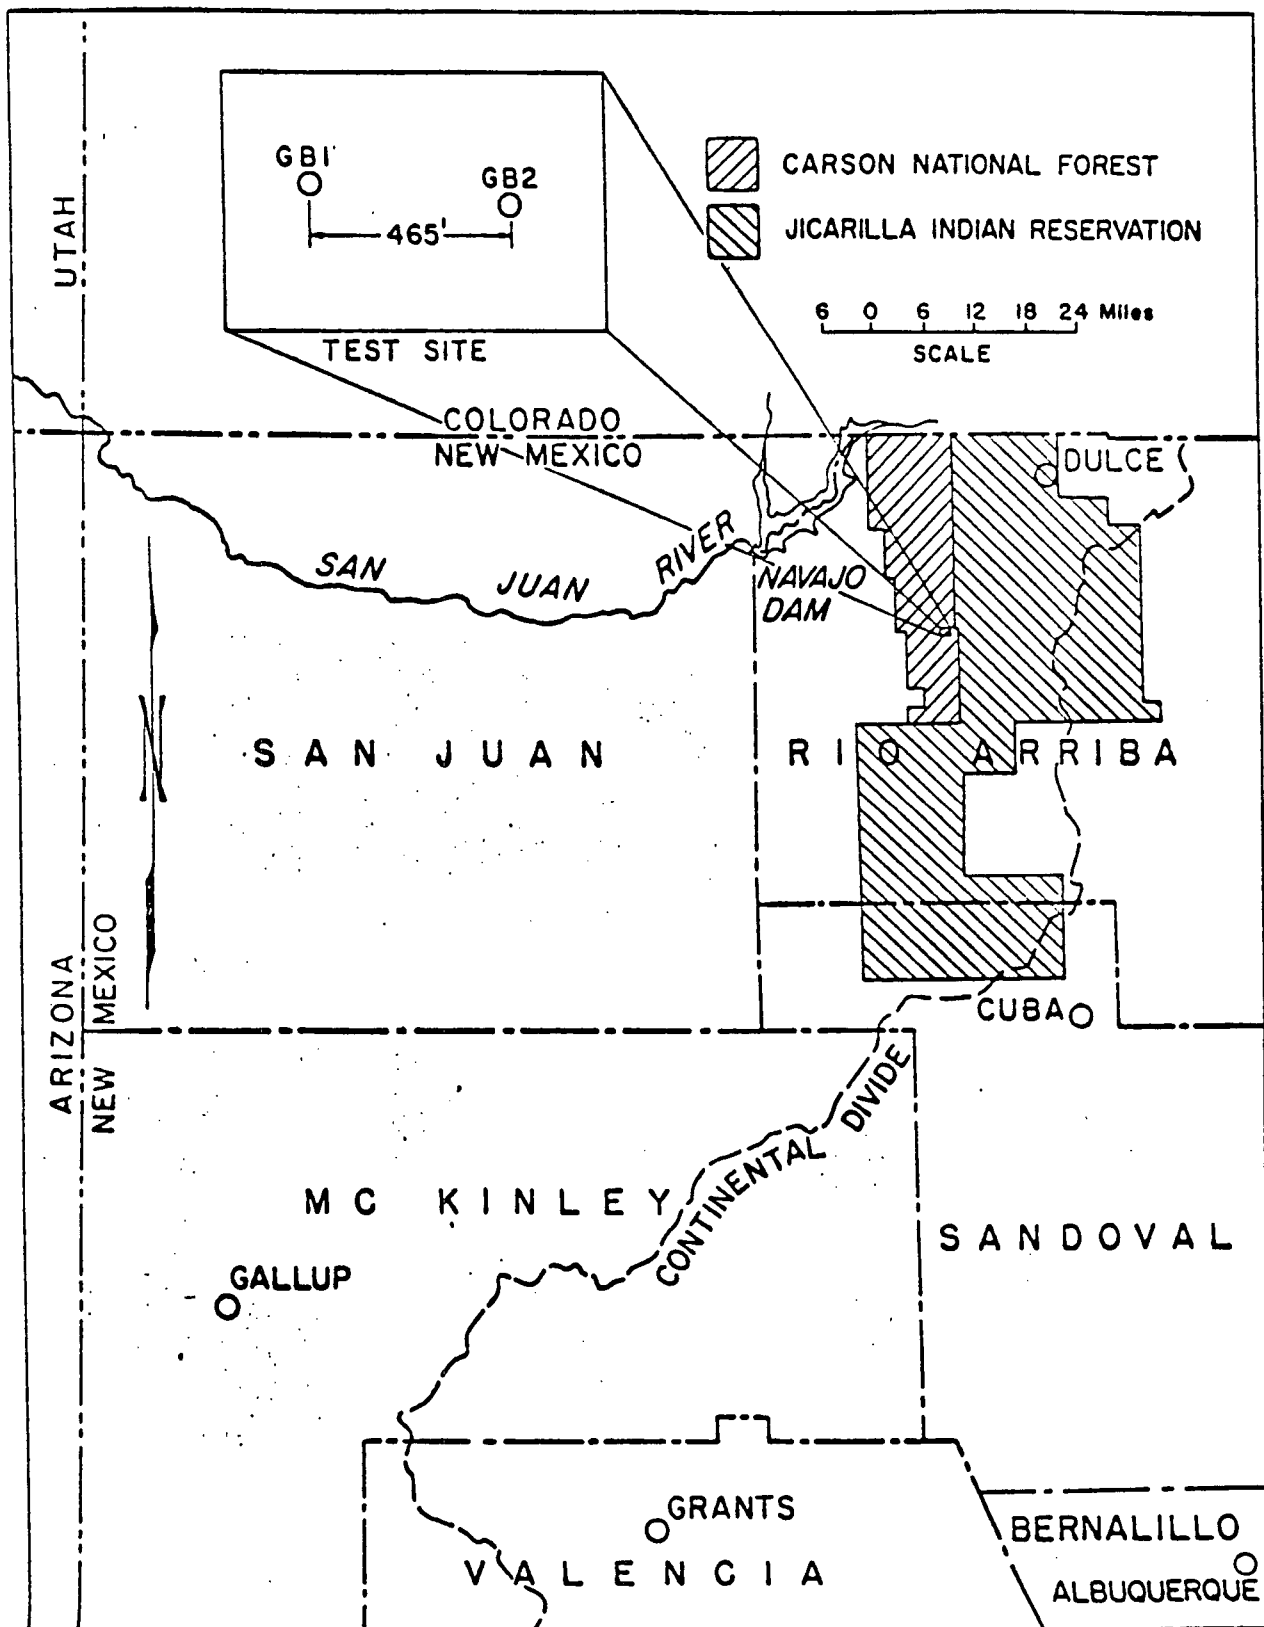 GB1
GB2
465'
TEST SITE
CARSON NATIONAL FOREST
JICARILLA INDIAN RESERVATION
6 0 6 12 18 24 Miles
SCALE
UTAH
COLORADO
NEW MEXICO
DULCE
SAN JUAN RIVER
NAVAJO
DAM
N
SAN JUAN
RIO ARRIBA
ARIZONA
NEW MEXICO
NEW
CUBA
CONTINENTAL DIVIDE
MC KINLEY
SANDOVAL
GALLUP
GRANTS
VALENCIA
BERNALILLO
ALBUQUERQUE